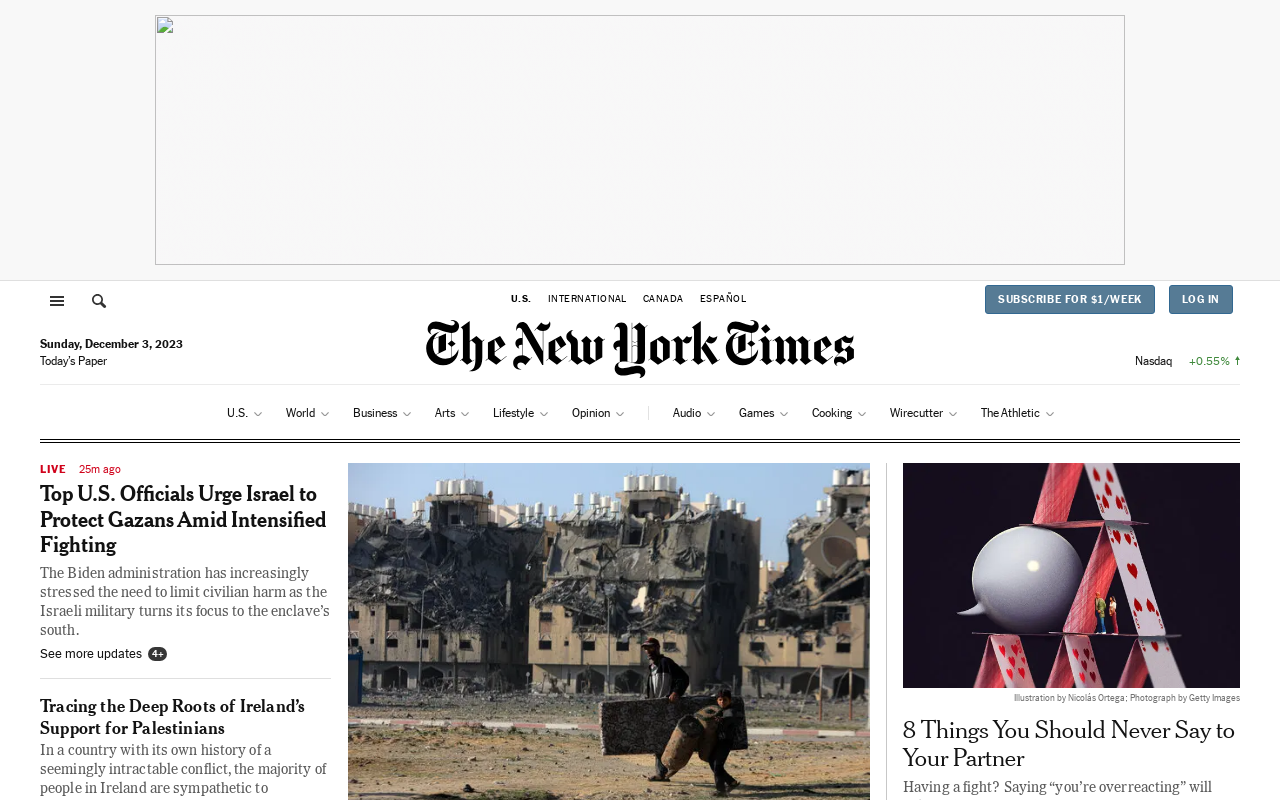 U.S. INTERNATIONAL CANADA ESPAÑOL
SUBSCRIBE FOR $1/WEEK
LOG IN
The New York Times
Sunday, December 3, 2023
Today's Paper
Nasdaq +0.55%
U.S. World Business Arts Lifestyle Opinion Audio Games Cooking Wirecutter The Athletic
LIVE 25m ago
Top U.S. Officials Urge Israel to
Protect Gazans Amid Intensified
Fighting
The Biden administration has increasingly
stressed the need to limit civilian harm as the
Israeli military turns its focus to the enclave's
south.
See more updates 4+
Tracing the Deep Roots of Ireland's
Support for Palestinians
In a country with its own history of a
seemingly intractable conflict, the majority of
people in Ireland are sympathetic to
Illustration by Nicolás Ortega; Photograph by Getty Images
8 Things You Should Never Say to
Your Partner
Having a fight? Saying “you're overreacting” will